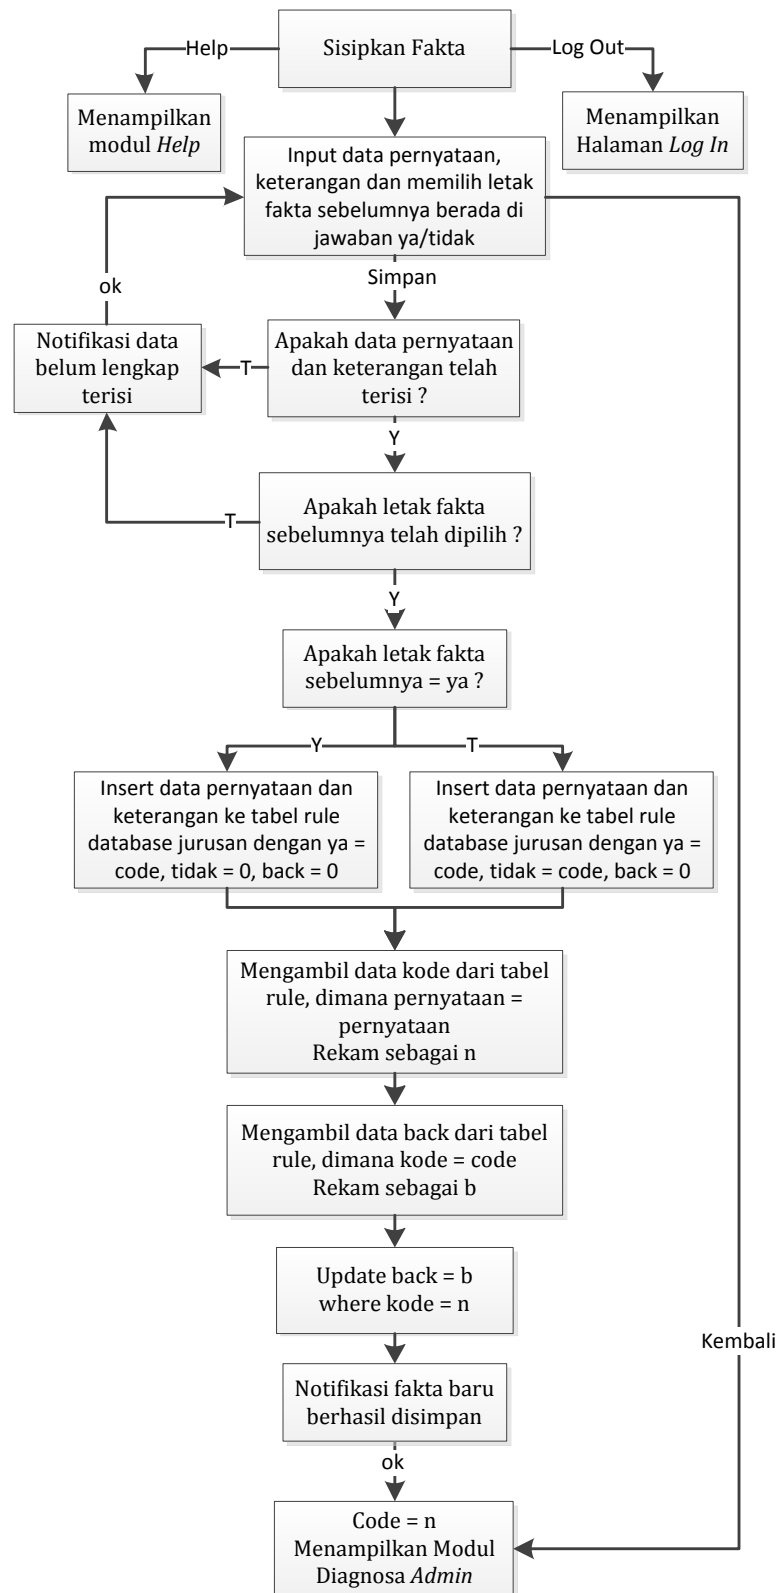 Sisipkan Fakta
Help
Log Out
Menampilkan
modul Help
Menampilkan
Halaman Log In
Input data pernyataan,
keterangan dan memilih letak
fakta sebelumnya berada di
jawaban ya/tidak
ok
Simpan
Notifikasi data
belum lengkap
terisi
T
Apakah data pernyataan
dan keterangan telah
terisi ?
Y
T
Apakah letak fakta
sebelumnya telah dipilih ?
Y
Apakah letak fakta
sebelumnya = ya ?
Y
T
Insert data pernyataan dan
keterangan ke tabel rule
database jurusan dengan ya =
code, tidak = 0, back = 0
Insert data pernyataan dan
keterangan ke tabel rule
database jurusan dengan ya =
code, tidak = code, back = 0
Mengambil data kode dari tabel
rule, dimana pernyataan =
pernyataan
Rekam sebagai n
Mengambil data back dari tabel
rule, dimana kode = code
Rekam sebagai b
Update back = b
where kode = n
Kembali
Notifikasi fakta baru
berhasil disimpan
ok
Code = n
Menampilkan Modul
Diagnosa Admin